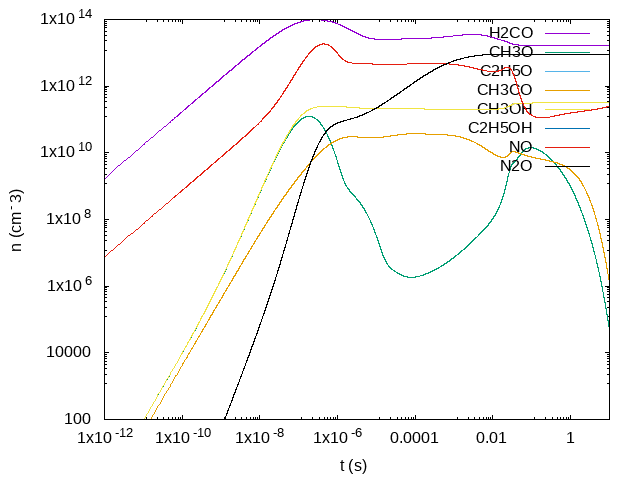 1x10^14
1x10^12
1x10^10
1x10^8
1x10^6
10000
100
n (cm^-3)
H2CO
CH3O
C2H5O
CH3CO
CH3OH
C2H5OH
NO
N2O
1x10^-12 1x10^-10 1x10^-8 1x10^-6 0.0001 0.01 1
t (s)